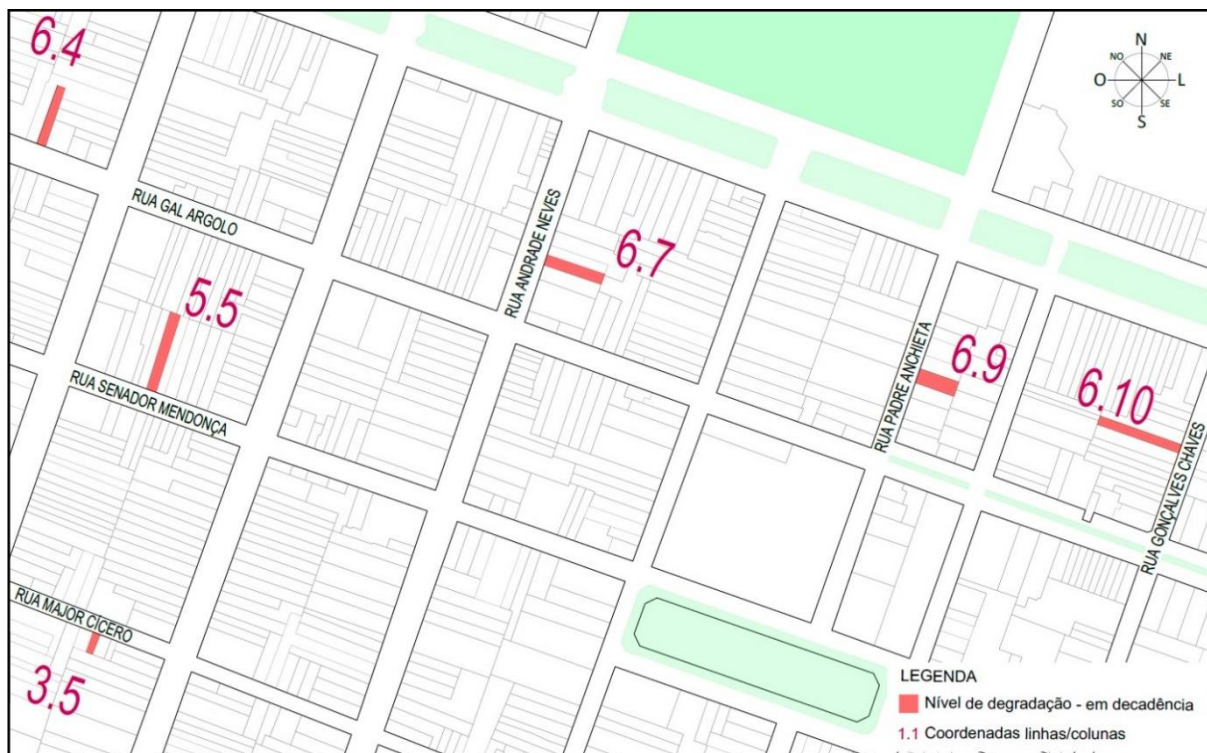 6.4
N
NO
NE
O
L
SO
SE
S
RUA GAL ARGOLO
RUA ANDRADE NEVES
6.7
5.5
RUA PADRE ANCHIETA
6.9
6.10
RUA SENADOR MENDONÇA
RUA GONÇALVES CHAVES
RUA MAJOR CÍCERO
3.5
LEGENDA
Nível de degradação - em decadência
1.1 Coordenadas linhas/colunas